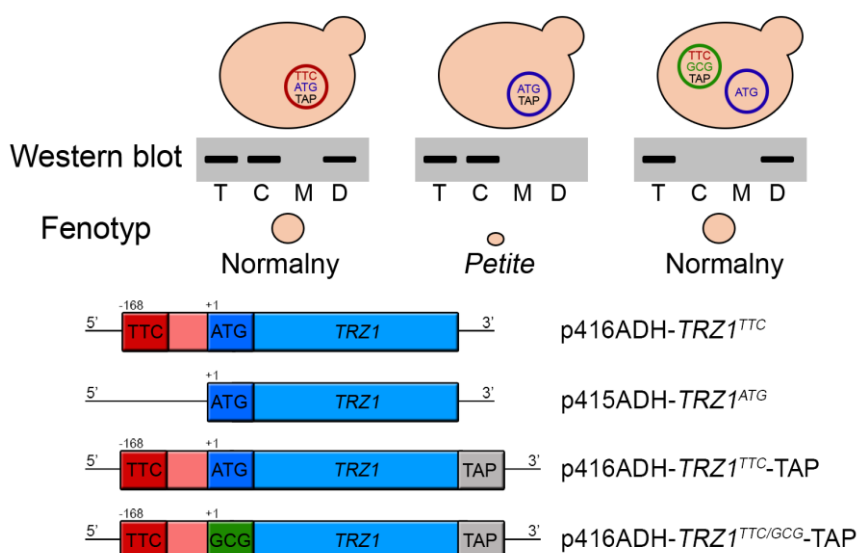 TTC
ATG
TAP
ATG
TAP
TTC
GCG
TAP
ATG
Western blot
T C M D
T C M D
T C M D
Fenotyp
Normalny
Petite
Normalny
-168 +1
5' TTC ATG TRZ1 3' p416ADH-TRZ1TTC
+1
5' ATG TRZ1 3' p415ADH-TRZ1ATG
-168 +1
5' TTC ATG TRZ1 TAP 3' p416ADH-TRZ1TTC-TAP
-168 +1
5' TTC GCG TRZ1 TAP 3' p416ADH-TRZ1TTC/GCG-TAP